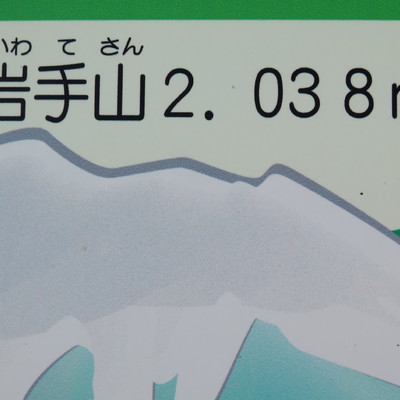 いわ て さん
岩手山2. 038m